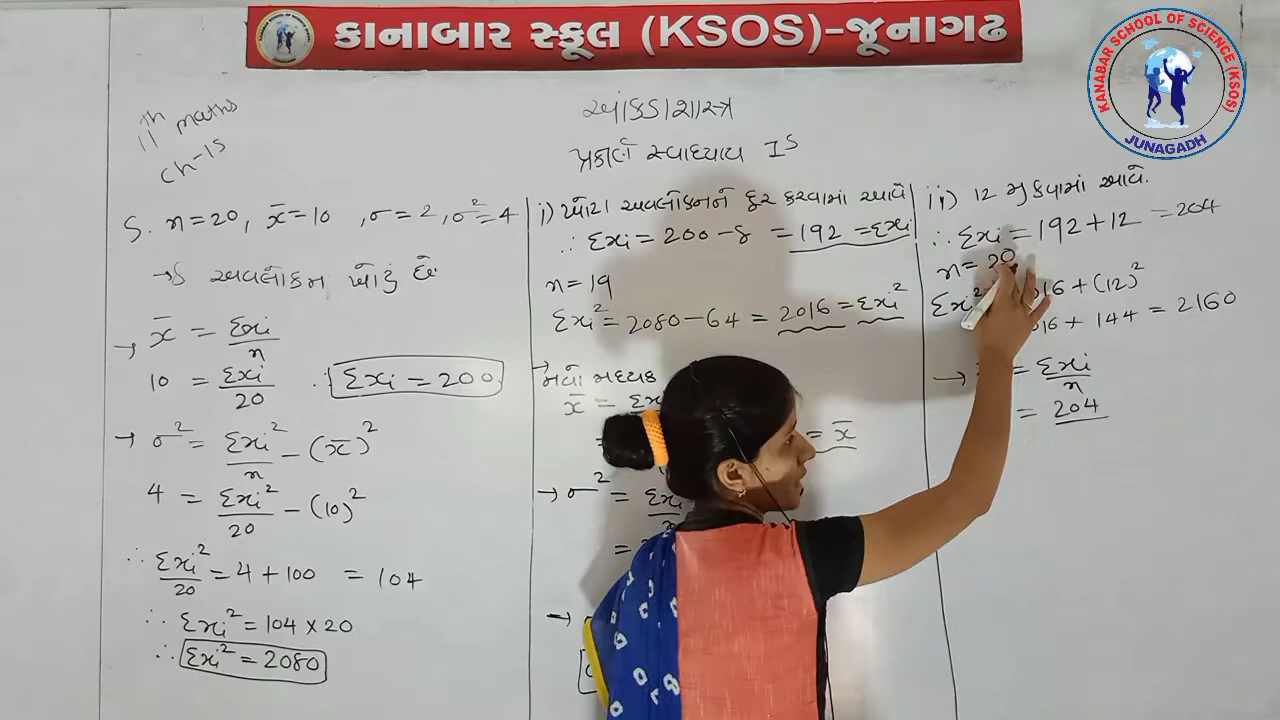 કાનાબાર સ્કૂલ (KSOS)-જૂનાગઢ
KANABAR SCHOOL OF SCIENCE (KSOS)
JUNAGADH
11th maths
ch-15
આંકડાશાસ્ત્ર
પ્રકીર્ણ સ્વાધ્યાય 15
5. n=20, x̄=10, σ=2, σ²=4
→8 અવલોકન ખોટું છે
→ x̄ = Σxi/n
10 = Σxi/20 ∴ Σxi = 200
→ σ² = Σxi²/n - (x̄)²
4 = Σxi²/20 - (10)²
∴ Σxi²/20 = 4+100 = 104
∴ Σxi² = 104 x 20
∴ Σxi² = 2080
i) ખોટા અવલોકનને દૂર કરવામાં આવે
∴ Σxi = 200-8 = 192 = Σxi
n = 19
Σxi² = 2080-64 = 2016 = Σxi²
→ નવો મધ્યક
x̄ = Σx
= x̄
→ σ² = Σxi
=
→
ii) 12 મુકવામાં આવે.
∴ Σxi = 192+12 = 204
n = 20
Σxi² 16 + (12)²
16 + 144 = 2160
→ = Σxi/n
= 204